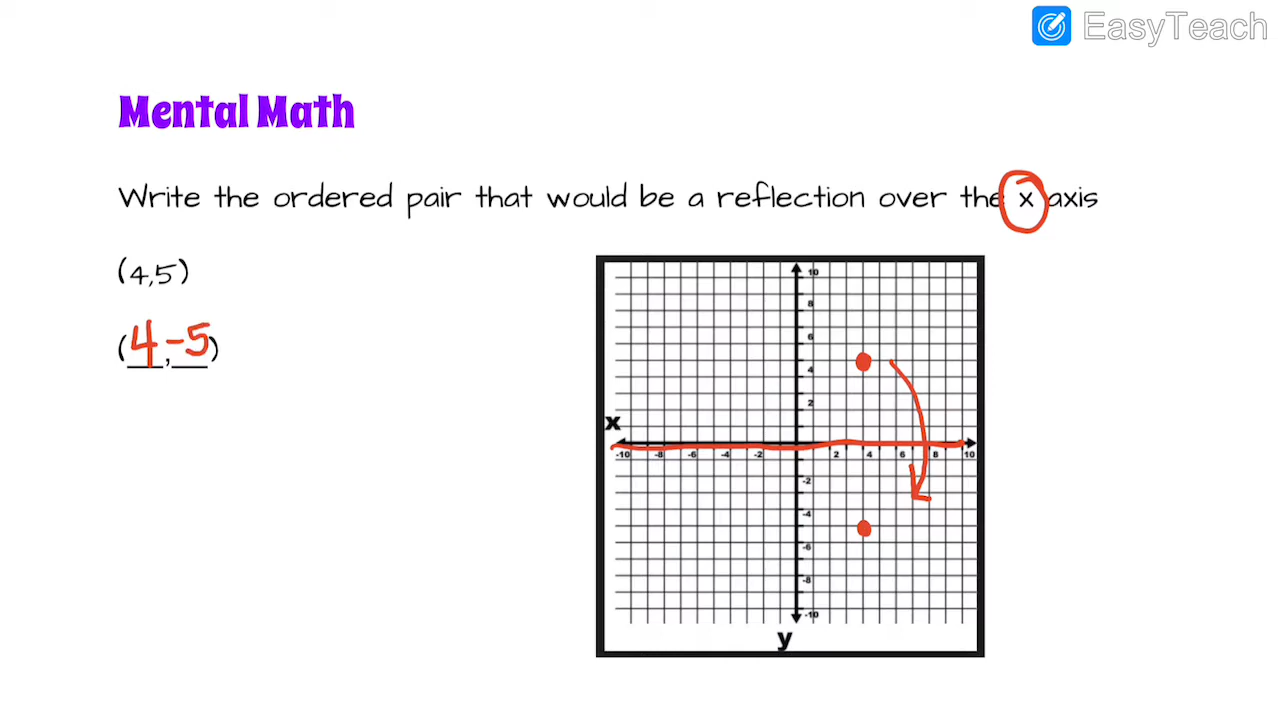 EasyTeach
Mental Math
Write the ordered pair that would be a reflection over the x axis
(4,5)
(4,-5)
10
8
6
4
2
x
-10 -8 -6 -4 -2 2 4 6 8 10
-2
-4
-6
-8
-10
y